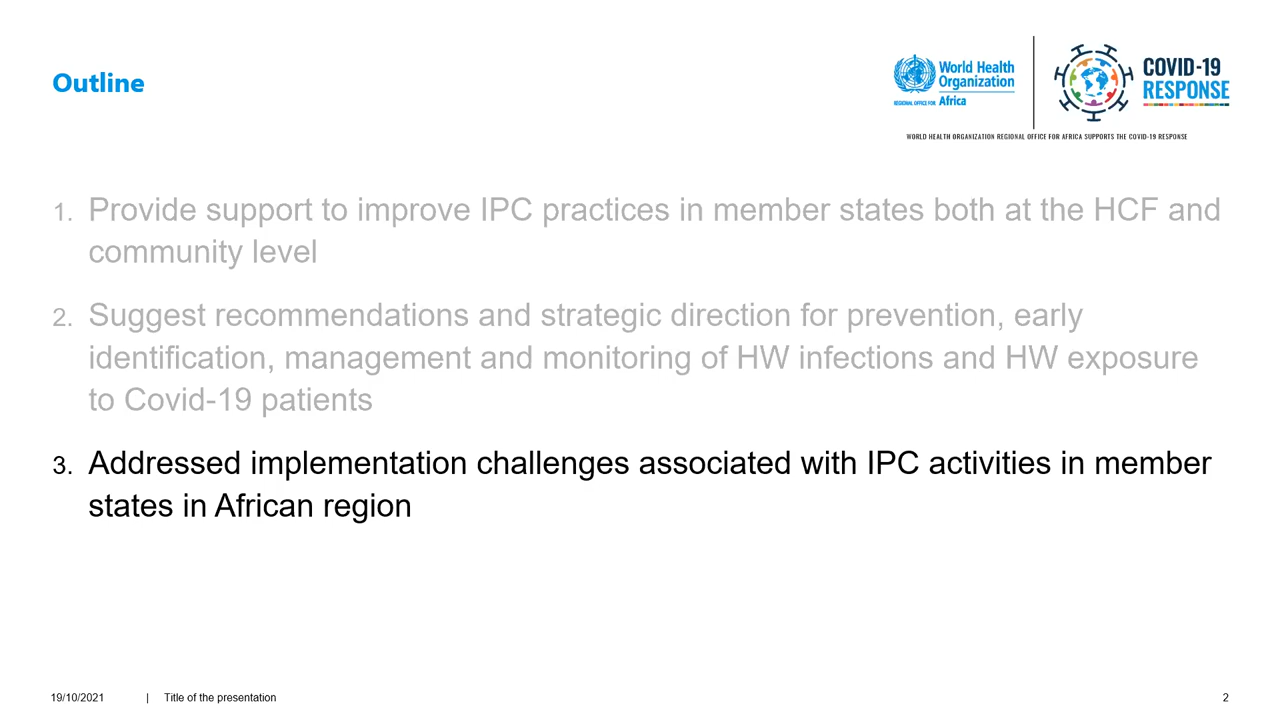 Outline
World Health
Organization
REGIONAL OFFICE FOR Africa
COVID-19
RESPONSE
WORLD HEALTH ORGANIZATION REGIONAL OFFICE FOR AFRICA SUPPORTS THE COVID-19 RESPONSE
1. Provide support to improve IPC practices in member states both at the HCF and
community level
2. Suggest recommendations and strategic direction for prevention, early
identification, management and monitoring of HW infections and HW exposure
to Covid-19 patients
3. Addressed implementation challenges associated with IPC activities in member
states in African region
19/10/2021 | Title of the presentation 2